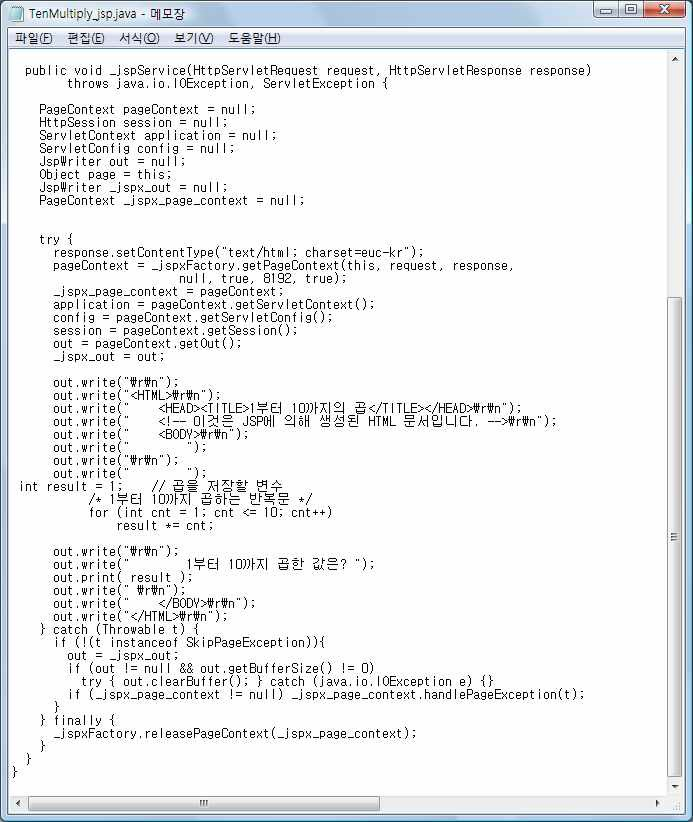 TenMultiply_jsp.java - 메모장
파일(F) 편집(E) 서식(O) 보기(V) 도움말(H)
public void _jspService(HttpServletRequest request, HttpServletResponse response)
throws java.io.IOException, ServletException {
PageContext pageContext = null;
HttpSession session = null;
ServletContext application = null;
ServletConfig config = null;
JspWriter out = null;
Object page = this;
JspWriter _jspx_out = null;
PageContext _jspx_page_context = null;
try {
response.setContentType("text/html; charset=euc-kr");
pageContext = _jspxFactory.getPageContext(this, request, response,
null, true, 8192, true);
_jspx_page_context = pageContext;
application = pageContext.getServletContext();
config = pageContext.getServletConfig();
session = pageContext.getSession();
out = pageContext.getOut();
_jspx_out = out;
out.write("₩r₩n");
out.write("<HTML>₩r₩n");
out.write("    <HEAD><TITLE>1부터 10까지의 곱</TITLE></HEAD>₩r₩n");
out.write("    <!-- 이것은 JSP에 의해 생성된 HTML 문서입니다. -->₩r₩n");
out.write("    <BODY>₩r₩n");
out.write("        ");
out.write("₩r₩n");
out.write("        ");
int result = 1;    // 곱을 저장할 변수
/* 1부터 10까지 곱하는 반복문 */
for (int cnt = 1; cnt <= 10; cnt++)
result *= cnt;
out.write("₩r₩n");
out.write("        1부터 10까지 곱한 값은? ");
out.print( result );
out.write(" ₩r₩n");
out.write("    </BODY>₩r₩n");
out.write("</HTML>₩r₩n");
} catch (Throwable t) {
if (!(t instanceof SkipPageException)){
out = _jspx_out;
if (out != null && out.getBufferSize() != 0)
try { out.clearBuffer(); } catch (java.io.IOException e) {}
if (_jspx_page_context != null) _jspx_page_context.handlePageException(t);
}
} finally {
_jspxFactory.releasePageContext(_jspx_page_context);
}
}
}